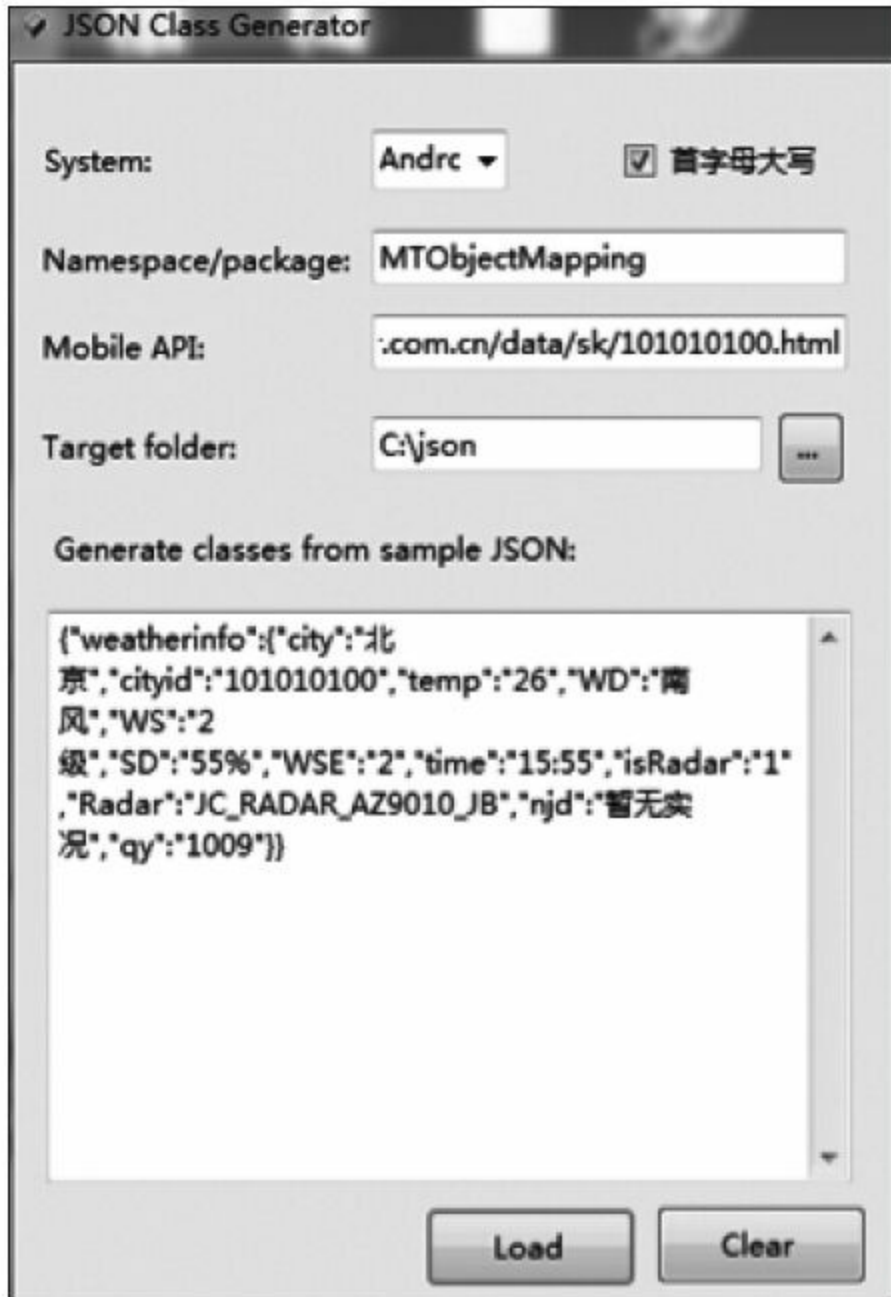 JSON Class Generator
System:
Andrc
首字母大写
Namespace/package:
MTObjectMapping
Mobile API:
.com.cn/data/sk/101010100.html
Target folder:
C:\json
...
Generate classes from sample JSON:
{"weatherinfo":{"city":"北
京","cityid":"101010100","temp":"26","WD":"南
风","WS":"2
级","SD":"55%","WSE":"2","time":"15:55","isRadar":"1"
,"Radar":"JC_RADAR_AZ9010_JB","njd":"暂无实
况","qy":"1009"}}
Load
Clear